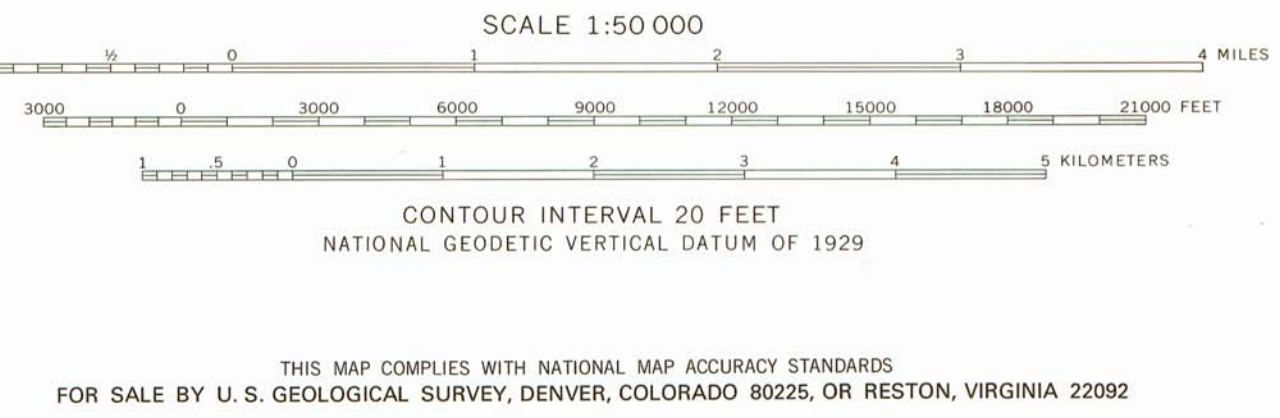 SCALE 1:50 000
½ 0 1 2 3 4 MILES
3000 0 3000 6000 9000 12000 15000 18000 21000 FEET
1 .5 0 1 2 3 4 5 KILOMETERS
CONTOUR INTERVAL 20 FEET
NATIONAL GEODETIC VERTICAL DATUM OF 1929
THIS MAP COMPLIES WITH NATIONAL MAP ACCURACY STANDARDS
FOR SALE BY U. S. GEOLOGICAL SURVEY, DENVER, COLORADO 80225, OR RESTON, VIRGINIA 22092